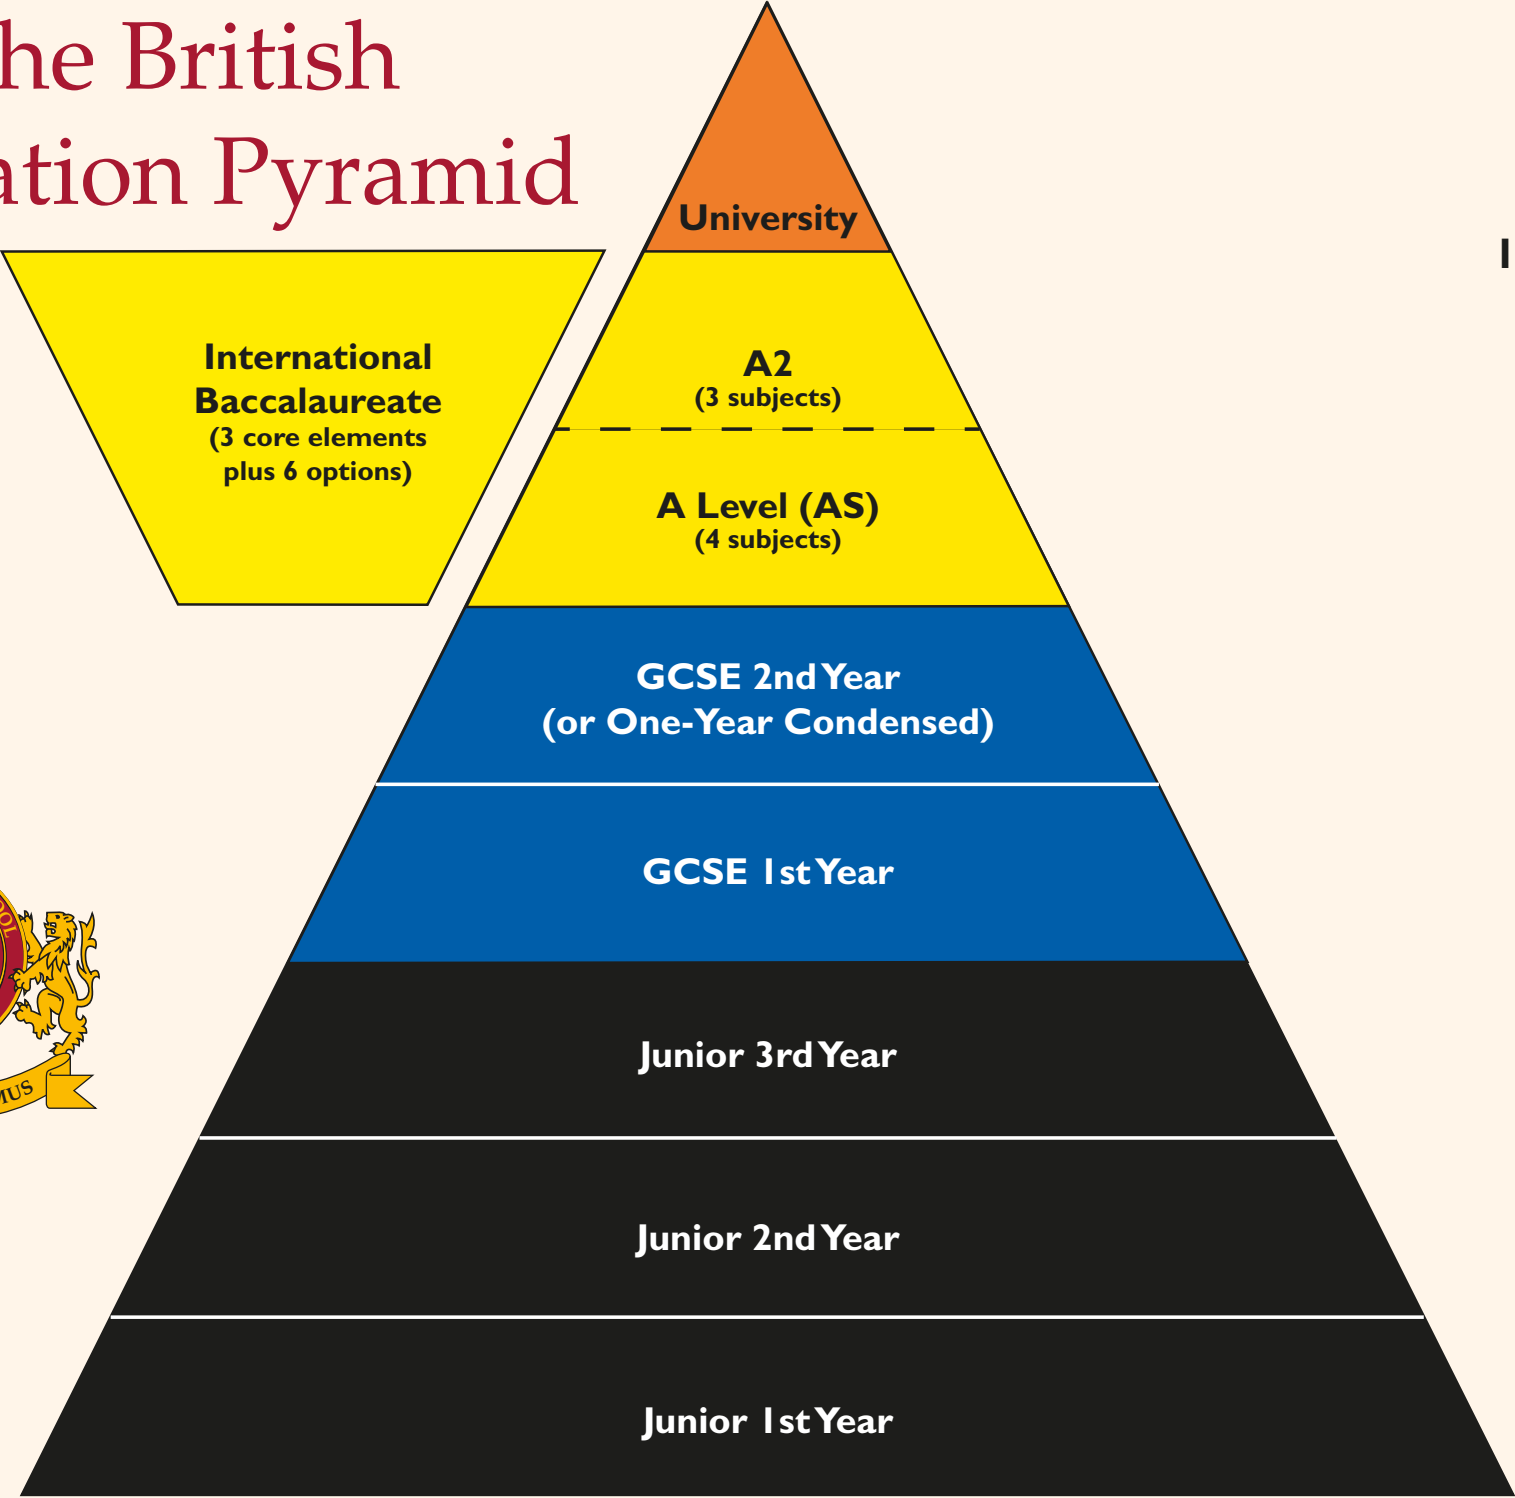 he British
ation Pyramid
University
International
Baccalaureate
(3 core elements
plus 6 options)
A2
(3 subjects)
A Level (AS)
(4 subjects)
GCSE 2nd Year
(or One-Year Condensed)
GCSE 1st Year
OOL
MUS
Junior 3rd Year
Junior 2nd Year
Junior 1st Year